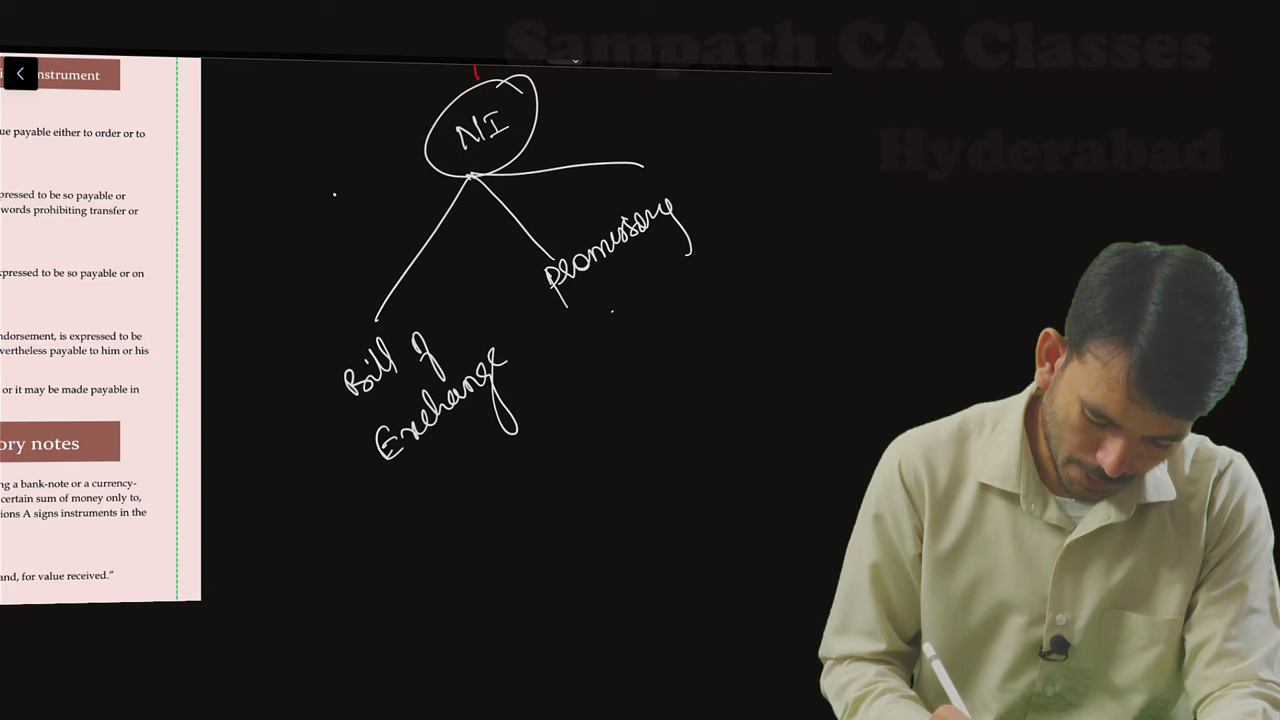 Sampath CA Classes
Hyderabad
instrument
ue payable either to order or to
pressed to be so payable or
words prohibiting transfer or
xpressed to be so payable or on
ndorsement, is expressed to be
vertheless payable to him or his
or it may be made payable in
ory notes
ng a bank-note or a currency-
certain sum of money only to,
ions A signs instruments in the
and, for value received."
NI
promissory
Bill of
Exchange